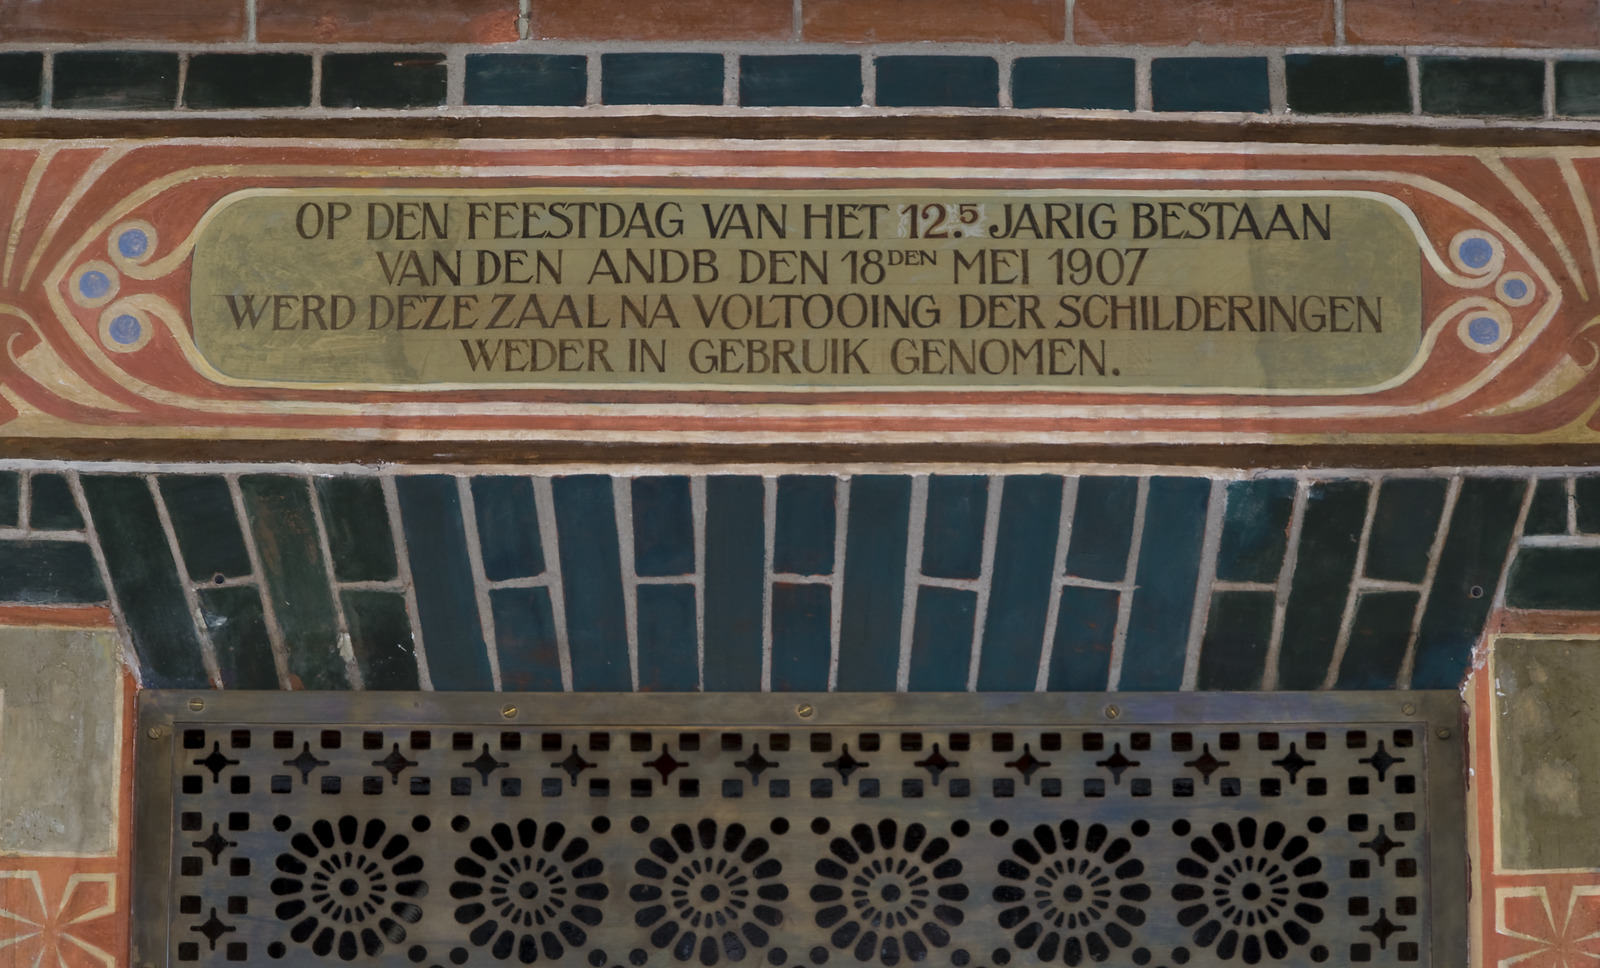 OP DEN FEESTDAG VAN HET 12.⁵ JARIG BESTAAN
VAN DEN ANDB DEN 18ᴰᴱᴺ MEI 1907
WERD DEZE ZAAL NA VOLTOOING DER SCHILDERINGEN
WEDER IN GEBRUIK GENOMEN.